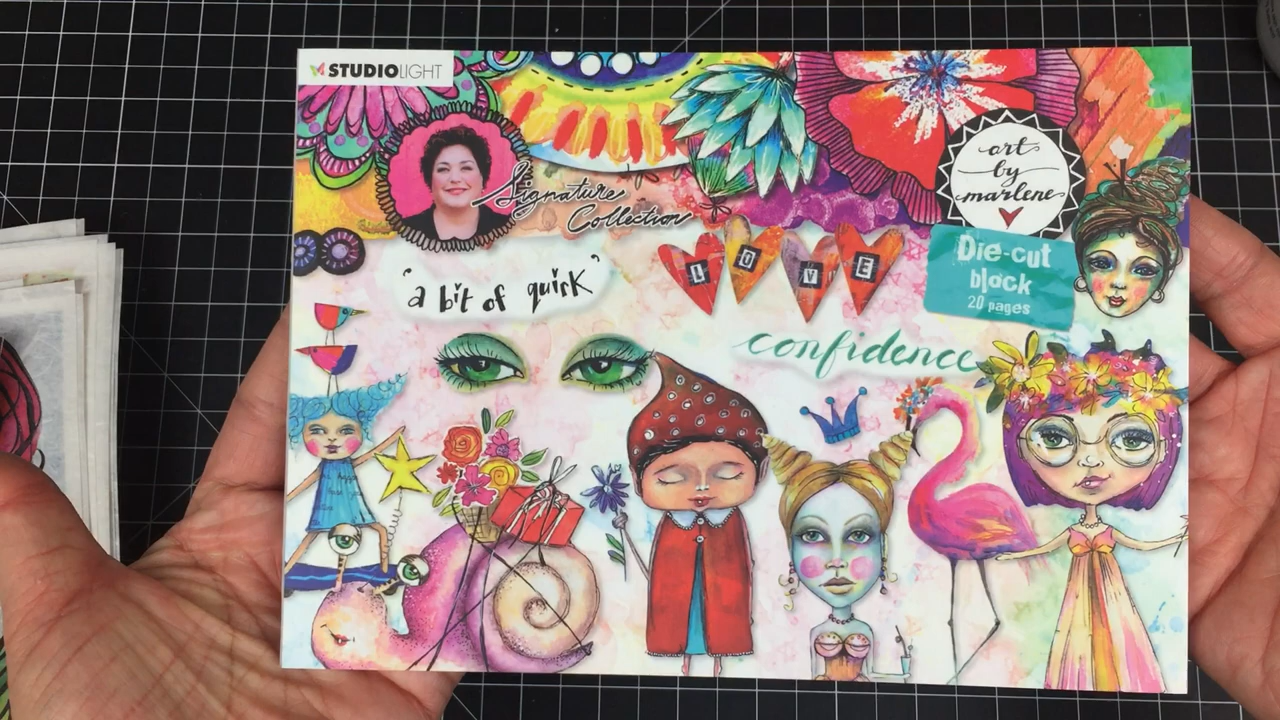 STUDIOLIGHT
Signature
Collection
art
by
marlene
Die-cut
block
20 pages
LOVE
'a bit of quirk'
confidence